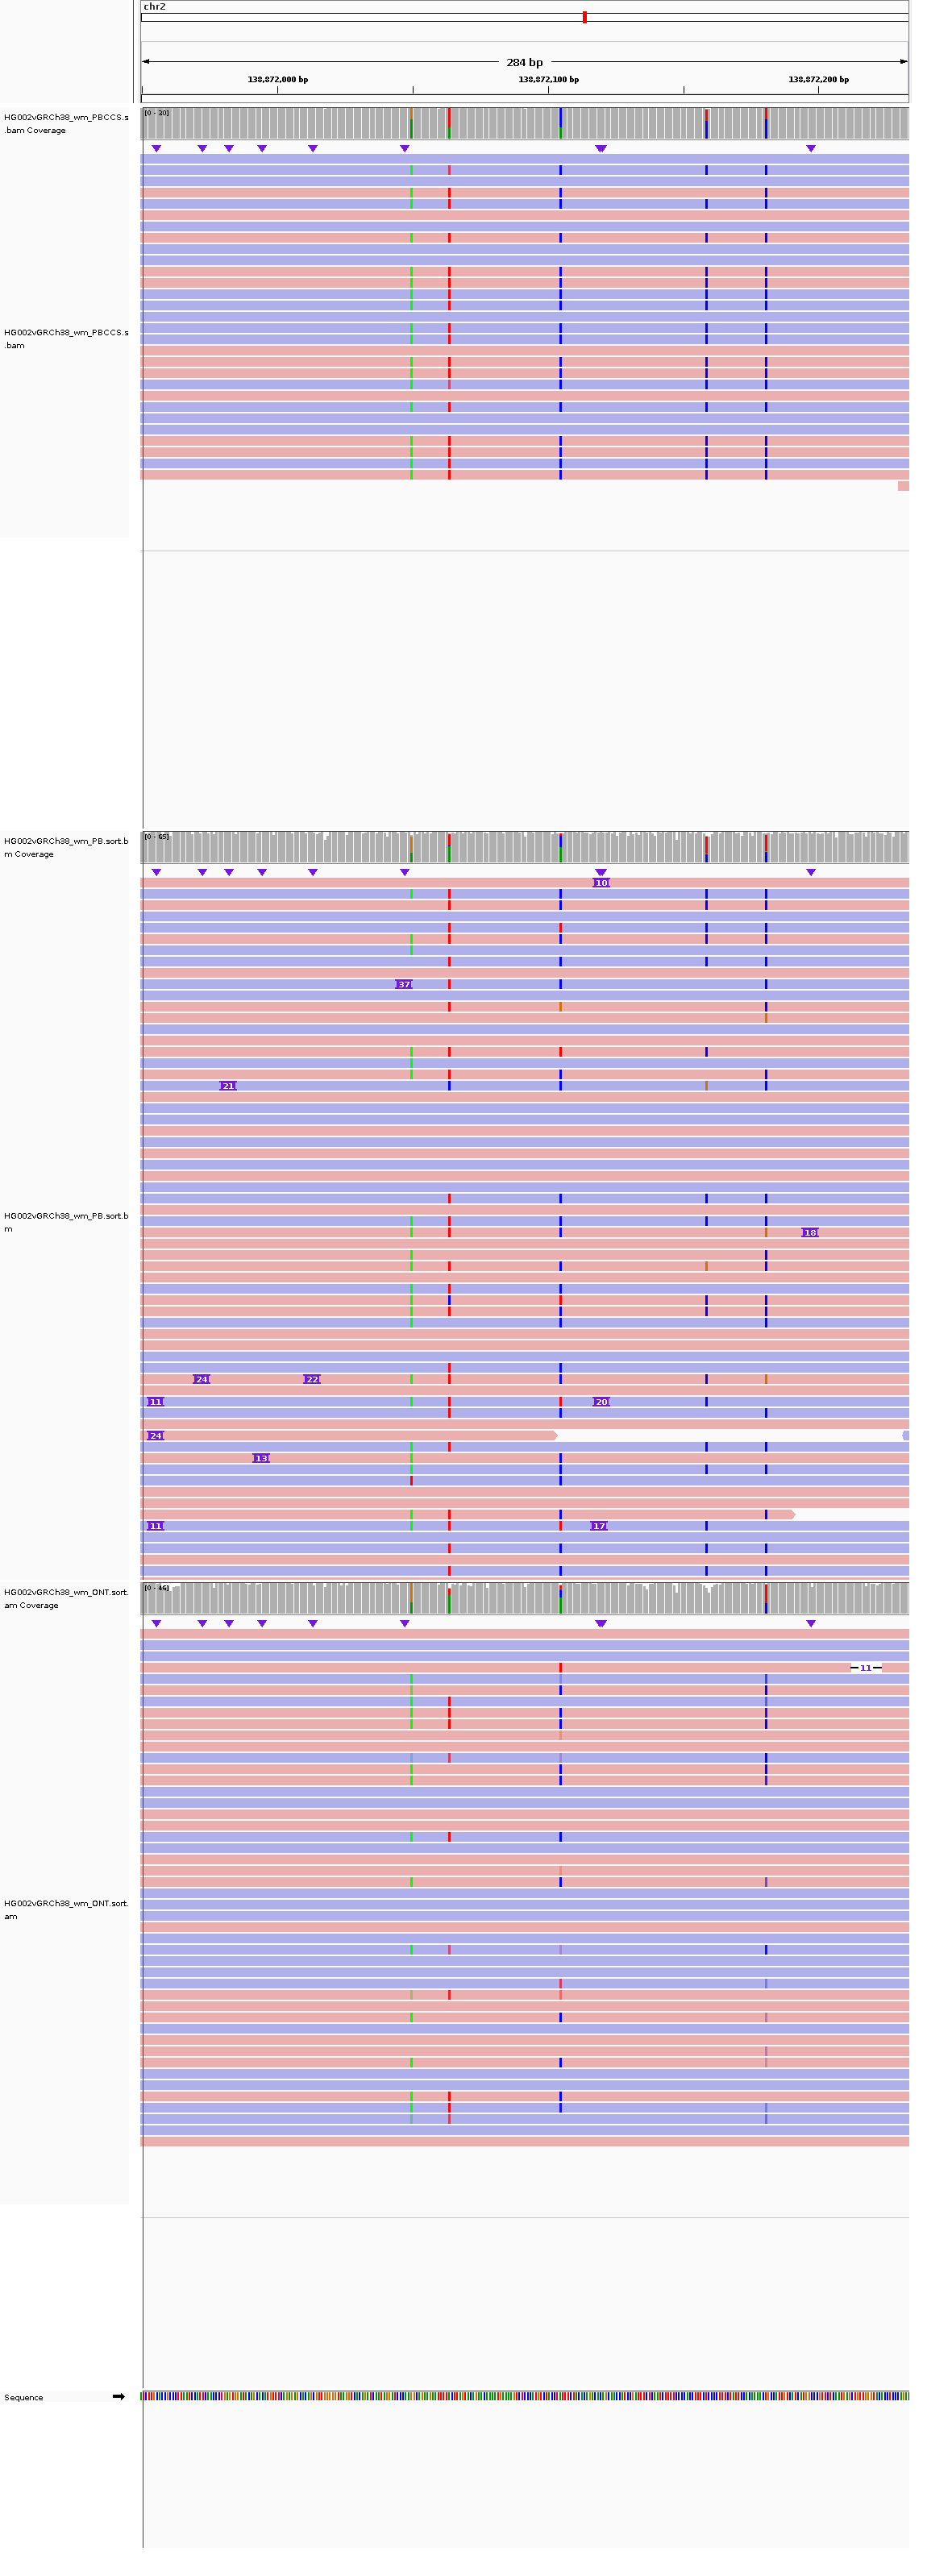 chr2
284 bp
138,872,000 bp 138,872,100 bp 138,872,200 bp
HG002vGRCh38_wm_PBCCS.s
.bam Coverage
[0 - 30]
HG002vGRCh38_wm_PBCCS.s
.bam
HG002vGRCh38_wm_PB.sort.b
m Coverage
[0 - 65]
10
37
21
HG002vGRCh38_wm_PB.sort.b
m
18
24 22
11 20
24
13
11 17
HG002vGRCh38_wm_ONT.sort.
am Coverage
[0 - 46]
11
HG002vGRCh38_wm_ONT.sort.
am
Sequence